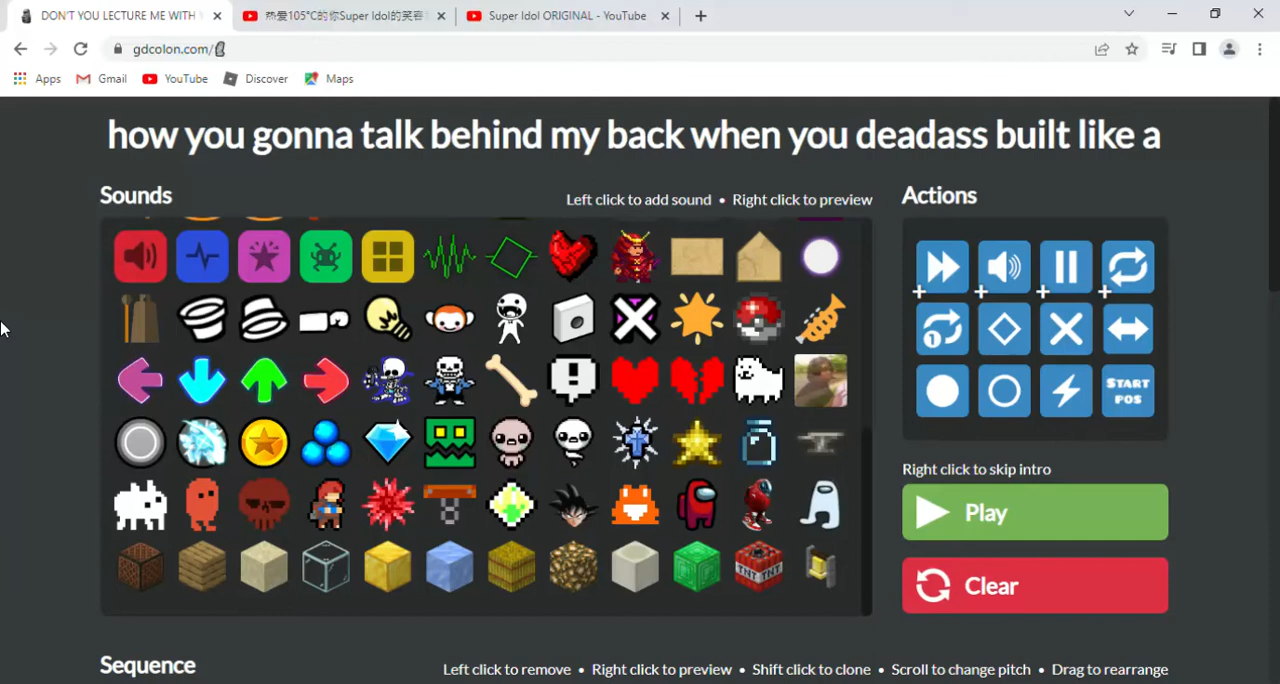 DON'T YOU LECTURE ME WITH Y
热爱105°C的你Super Idol的笑容
Super Idol ORIGINAL - YouTube
gdcolon.com/🗿
Apps
Gmail
YouTube
Discover
Maps
how you gonna talk behind my back when you deadass built like a
Sounds
Left click to add sound • Right click to preview
Actions
1
START
POS
TNT TNT
Right click to skip intro
Play
Clear
Sequence
Left click to remove • Right click to preview • Shift click to clone • Scroll to change pitch • Drag to rearrange